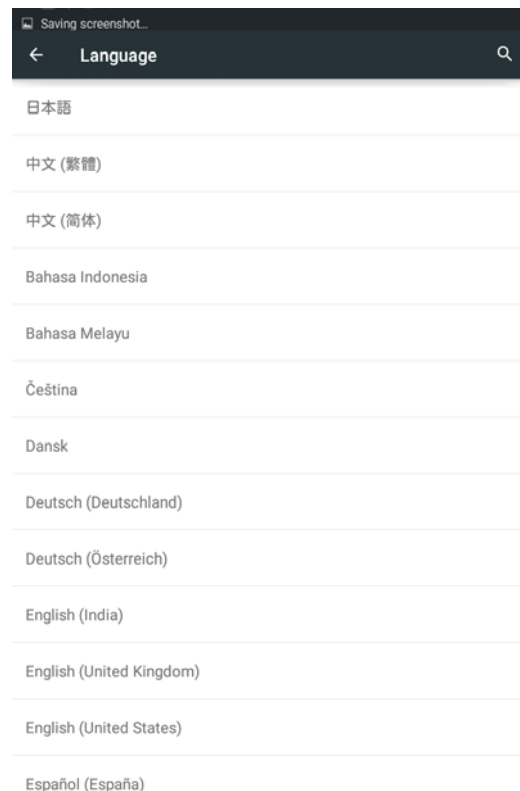 Saving screenshot...
Language
日本語
中文 (繁體)
中文 (简体)
Bahasa Indonesia
Bahasa Melayu
Čeština
Dansk
Deutsch (Deutschland)
Deutsch (Österreich)
English (India)
English (United Kingdom)
English (United States)
Español (España)